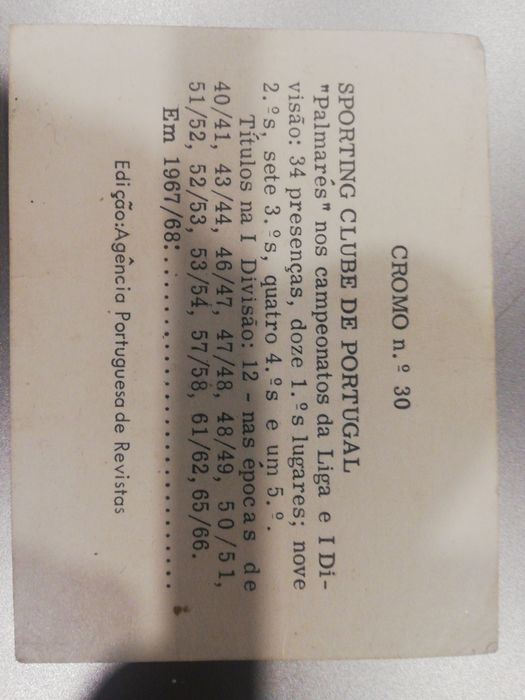 CROMO n.º 30
SPORTING CLUBE DE PORTUGAL
"Palmarés" nos campeonatos da Liga e I Di-
visão: 34 presenças, doze 1.ºs lugares; nove
2.ºs, sete 3.ºs, quatro 4.ºs e um 5.º.
Títulos na I Divisão: 12 - nas épocas de
40/41, 43/44, 46/47, 47/48, 48/49, 50/51,
51/52, 52/53, 53/54, 57/58, 61/62, 65/66.
Em 1967/68:......................................
Edição: Agência Portuguesa de Revistas